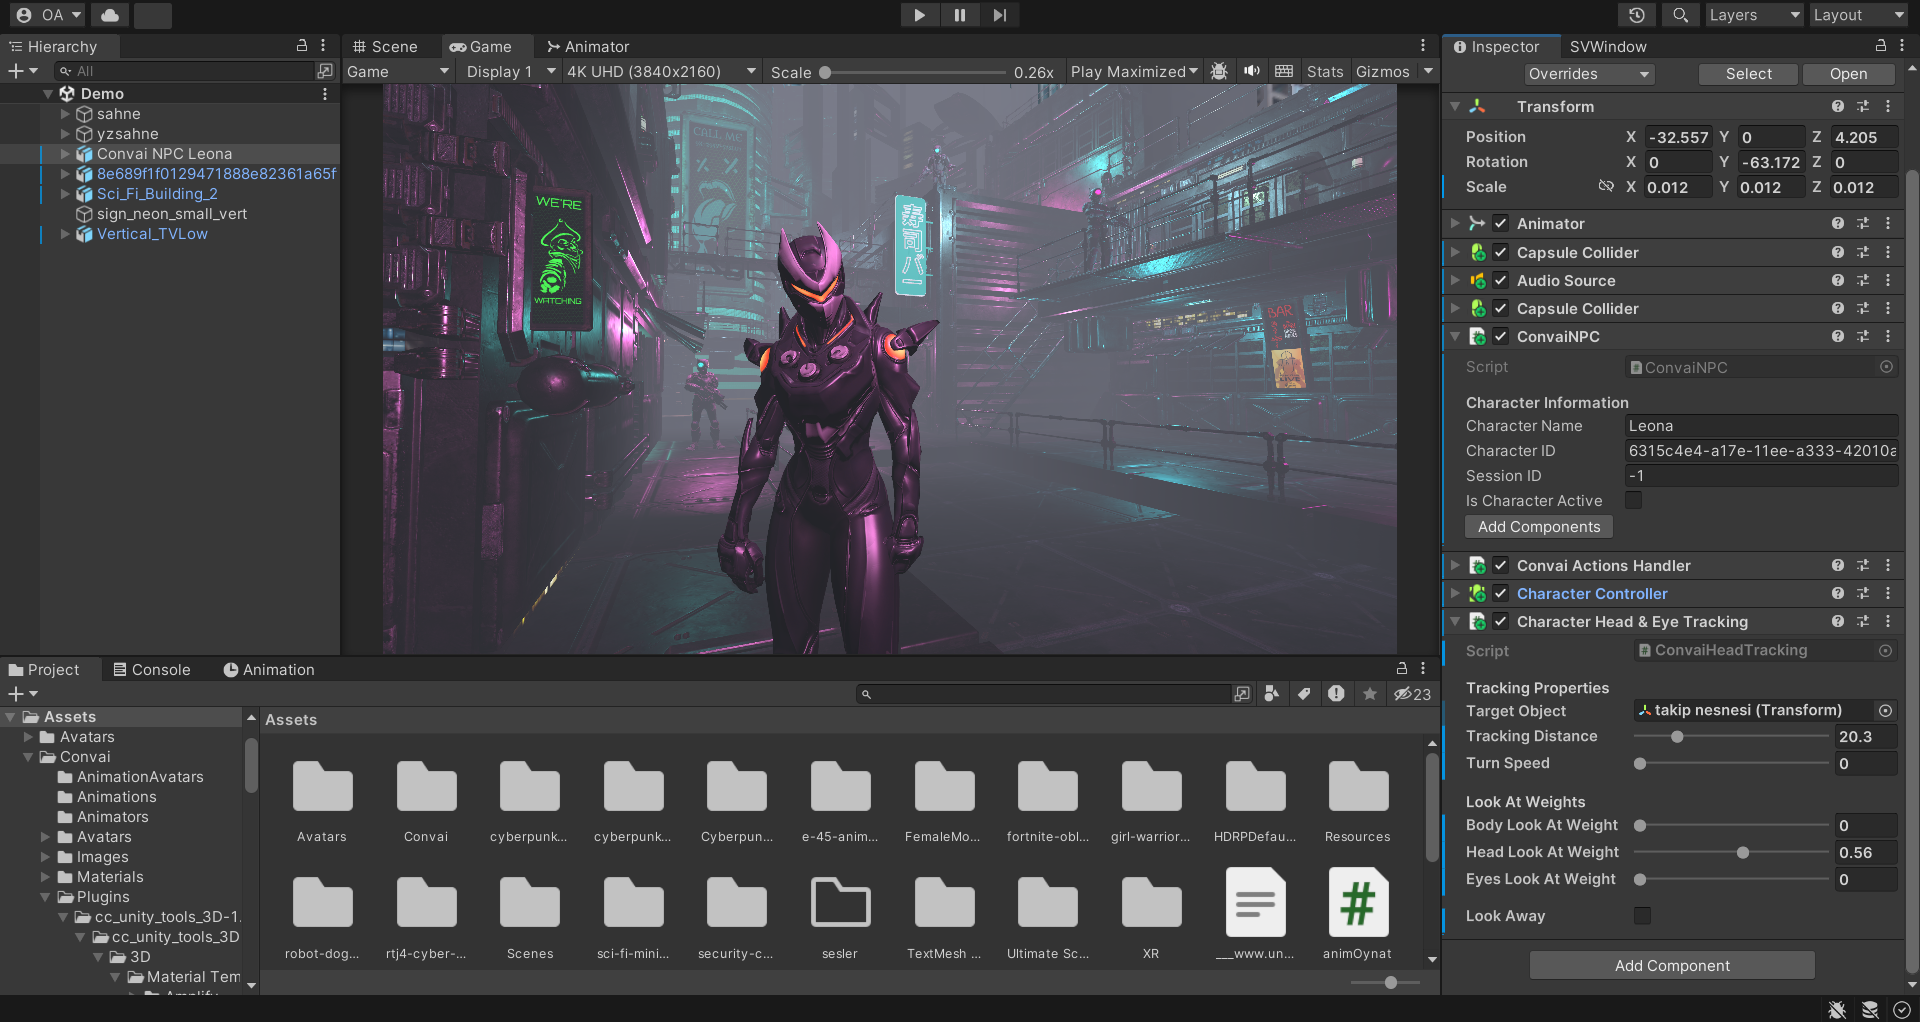 OA
Layers
Layout
Hierarchy
Scene
Game
Animator
Inspector
SVWindow
All
Game
Display 1
4K UHD (3840x2160)
Scale
0.26x
Play Maximized
Stats
Gizmos
Overrides
Select
Open
Demo
sahne
yzsahne
Convai NPC Leona
8e689f1f0129471888e82361a65f
Sci_Fi_Building_2
sign_neon_small_vert
Vertical_TVLow
CALL ME
WE'RE
WATCHING
BAR
Transform
Position X -32.557 Y 0 Z 4.205
Rotation X 0 Y -63.172 Z 0
Scale X 0.012 Y 0.012 Z 0.012
Animator
Capsule Collider
Audio Source
Capsule Collider
ConvaiNPC
Script ConvaiNPC
Character Information
Character Name Leona
Character ID 6315c4e4-a17e-11ee-a333-42010a
Session ID -1
Is Character Active
Add Components
Convai Actions Handler
Character Controller
Character Head & Eye Tracking
Script # ConvaiHeadTracking
Tracking Properties
Target Object takip nesnesi (Transform)
Tracking Distance 20.3
Turn Speed 0
Look At Weights
Body Look At Weight 0
Head Look At Weight 0.56
Eyes Look At Weight 0
Look Away
Add Component
Project
Console
Animation
23
Assets
Avatars
Convai
AnimationAvatars
Animations
Animators
Avatars
Images
Materials
Plugins
cc_unity_tools_3D-1.
cc_unity_tools_3D
3D
Material Tem
Amplify
Assets
Avatars
Convai
cyberpunk...
cyberpunk...
Cyberpun...
e-45-anim...
FemaleMo...
fortnite-obl...
girl-warrior...
HDRPDefau...
Resources
robot-dog...
rtj4-cyber-...
Scenes
sci-fi-mini...
security-c...
sesler
TextMesh ...
Ultimate Sc...
XR
___www.un...
#
animOynat